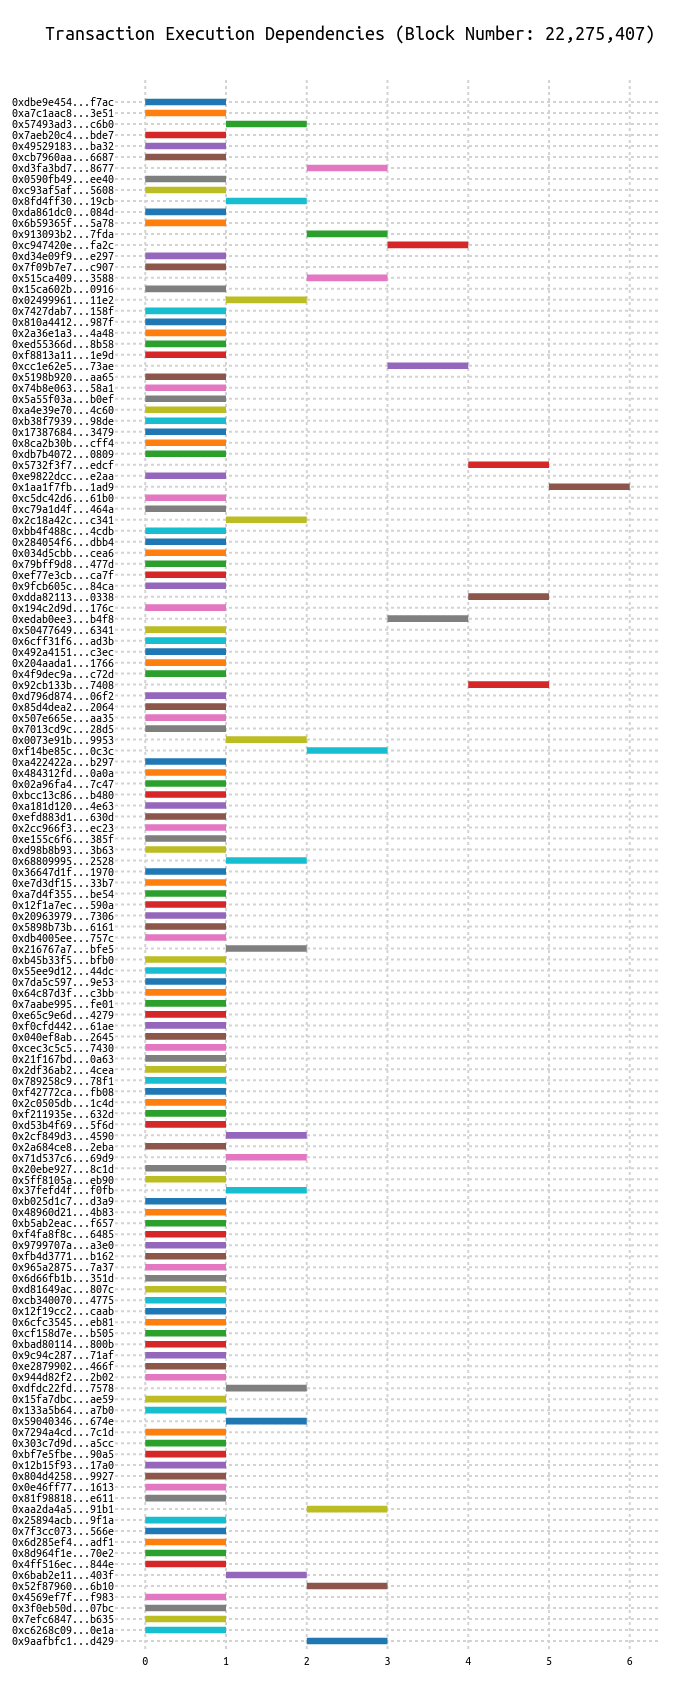 Transaction Execution Dependencies (Block Number: 22,275,407)
0xdbe9e454...f7ac
0xa7c1aac8...3e51
0x57493ad3...c6b0
0x7aeb20c4...bde7
0x49529183...ba32
0xcb7960aa...6687
0xd3fa3bd7...8677
0x0590fb49...ee40
0xc93af5af...5608
0x8fd4ff30...19cb
0xda861dc0...084d
0x6b59365f...5a78
0x913093b2...7fda
0xc947420e...fa2c
0xd34e09f9...e297
0x7f09b7e7...c907
0x515ca409...3588
0x15ca602b...0916
0x02499961...11e2
0x7427dab7...158f
0x810a4412...987f
0x2a36e1a3...4a48
0xed55366d...8b58
0xf8813a11...1e9d
0xcc1e62e5...73ae
0x5198b920...aa65
0x74b8e063...58a1
0x5a55f03a...b0ef
0xa4e39e70...4c60
0xb38f7939...98de
0x17387684...3479
0x8ca2b30b...cff4
0xdb7b4072...0809
0x5732f3f7...edcf
0xe9822dcc...e2aa
0x1aa1f7fb...1ad9
0xc5dc42d6...61b0
0xc79a1d4f...464a
0x2c18a42c...c341
0xbb4f488c...4cdb
0x284054f6...dbb4
0x034d5cbb...cea6
0x79bff9d8...477d
0xef77e3cb...ca7f
0x9fcb605c...84ca
0xdda82113...0338
0x194c2d9d...176c
0xedab0ee3...b4f8
0x50477649...6341
0x6cff31f6...ad3b
0x492a4151...c3ec
0x204aada1...1766
0x4f9dec9a...c72d
0x92cb133b...7408
0xd796d874...06f2
0x85d4dea2...2064
0x507e665e...aa35
0x7013cd9c...28d5
0x0073e91b...9953
0xf14be85c...0c3c
0xa422422a...b297
0x484312fd...0a0a
0x02a96fa4...7c47
0xbcc13c86...b480
0xa181d120...4e63
0xefd883d1...630d
0x2cc966f3...ec23
0xe155c6f6...385f
0xd98b8b93...3b63
0x68809995...2528
0x36647d1f...1970
0xe7d3df15...33b7
0xa7d4f355...be54
0x12f1a7ec...590a
0x20963979...7306
0x5898b73b...6161
0xdb4005ee...757c
0x216767a7...bfe5
0xb45b33f5...bfb0
0x55ee9d12...44dc
0x7da5c597...9e53
0x64c87d3f...c3bb
0x7aabe995...fe01
0xe65c9e6d...4279
0xf0cfd442...61ae
0x040ef8ab...2645
0xcec3c5c5...7430
0x21f167bd...0a63
0x2df36ab2...4cea
0x789258c9...78f1
0xf42772ca...fb08
0x2c0505db...1c4d
0xf211935e...632d
0xd53b4f69...5f6d
0x2cf849d3...4590
0x2a684ce8...2eba
0x71d537c6...69d9
0x20ebe927...8c1d
0x5ff8105a...eb90
0x37fefd4f...f0fb
0xb025d1c7...d3a9
0x48960d21...4b83
0xb5ab2eac...f657
0xf4fa8f8c...6485
0x9799707a...a3e0
0xfb4d3771...b162
0x965a2875...7a37
0x6d66fb1b...351d
0xd81649ac...807c
0xcb340070...4775
0x12f19cc2...caab
0x6cfc3545...eb81
0xcf158d7e...b505
0xbad80114...800b
0x9c94c287...71af
0xe2879902...466f
0x944d82f2...2b02
0xdfdc22fd...7578
0x15fa7dbc...ae59
0x133a5b64...a7b0
0x59040346...674e
0x7294a4cd...7c1d
0x303c7d9d...a5cc
0xbf7e5fbe...90a5
0x12b15f93...17a0
0x804d4258...9927
0x0e46ff77...1613
0x81f98818...e611
0xaa2da4a5...91b1
0x25894acb...9f1a
0x7f3cc073...566e
0x6d285ef4...adf1
0x8d964f1e...70e2
0x4ff516ec...844e
0x6bab2e11...403f
0x52f87960...6b10
0x4569ef7f...f983
0x3f0eb50d...07bc
0x7efc6847...b635
0xc6268c09...0e1a
0x9aafbfc1...d429
0 1 2 3 4 5 6